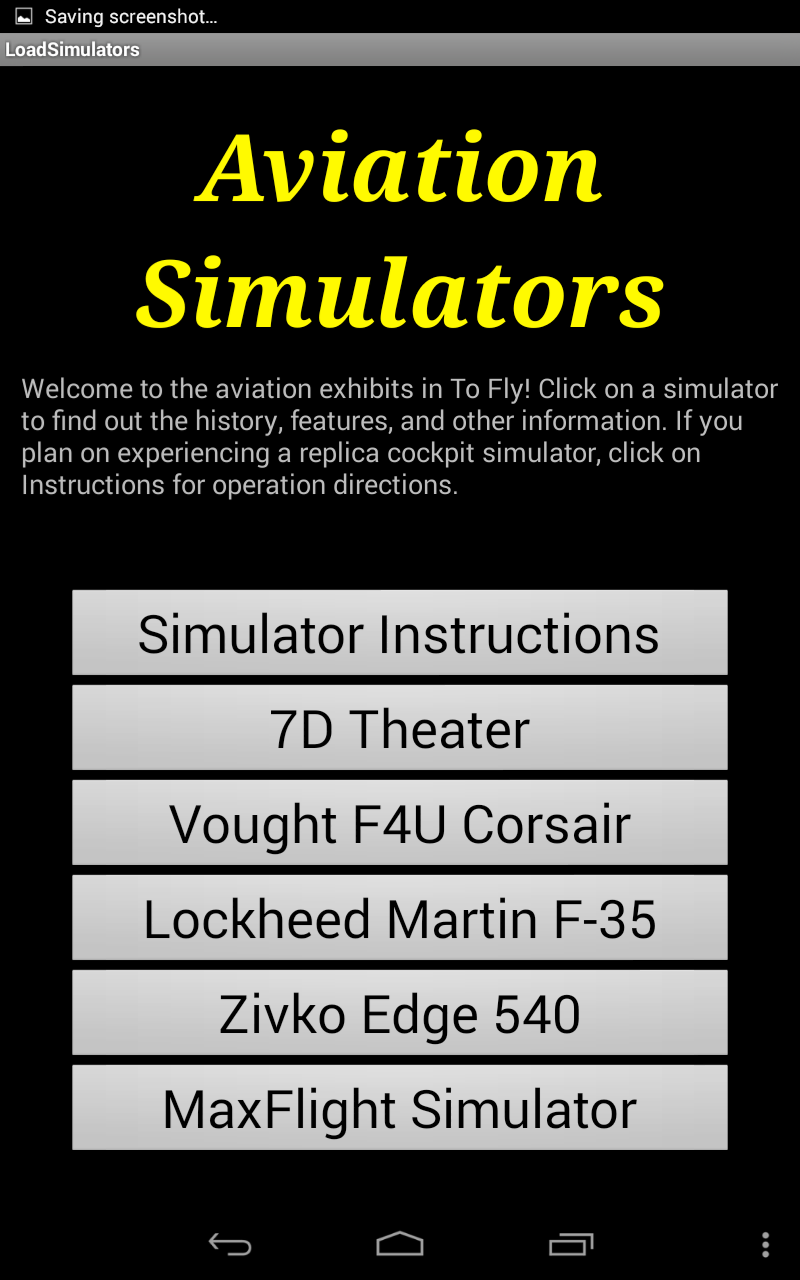 Saving screenshot...
LoadSimulators
Aviation
Simulators
Welcome to the aviation exhibits in To Fly! Click on a simulator
to find out the history, features, and other information. If you
plan on experiencing a replica cockpit simulator, click on
Instructions for operation directions.
Simulator Instructions
7D Theater
Vought F4U Corsair
Lockheed Martin F-35
Zivko Edge 540
MaxFlight Simulator